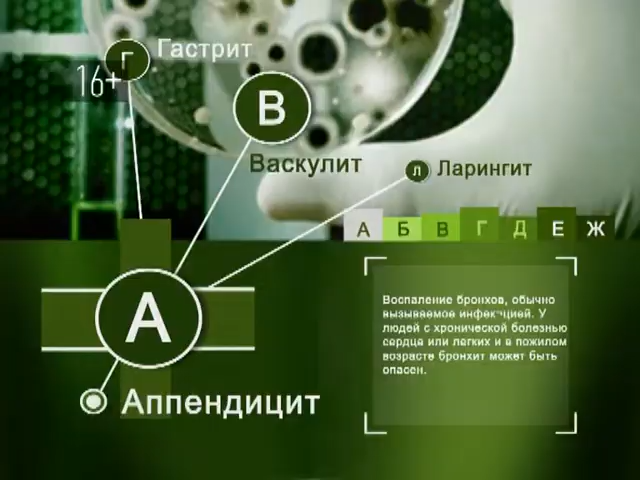 Г
Гастрит
16+
В
Васкулит
Л
Ларингит
А Б В Г Д Е Ж
А
Аппендицит
Воспаление бронхов, обычно
вызываемое инфекцией. У
людей с хронической болезнью
сердца или легких и в пожилом
возрасте бронхит может быть
опасен.